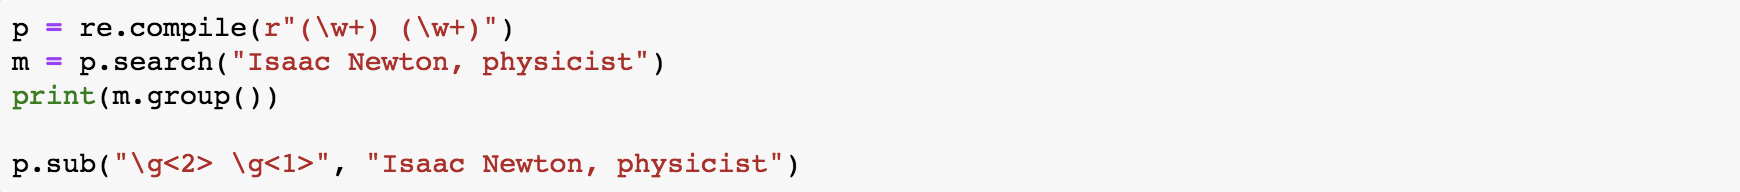 p = re.compile(r"(\w+) (\w+)")
m = p.search("Isaac Newton, physicist")
print(m.group())
p.sub("\g<2> \g<1>", "Isaac Newton, physicist")